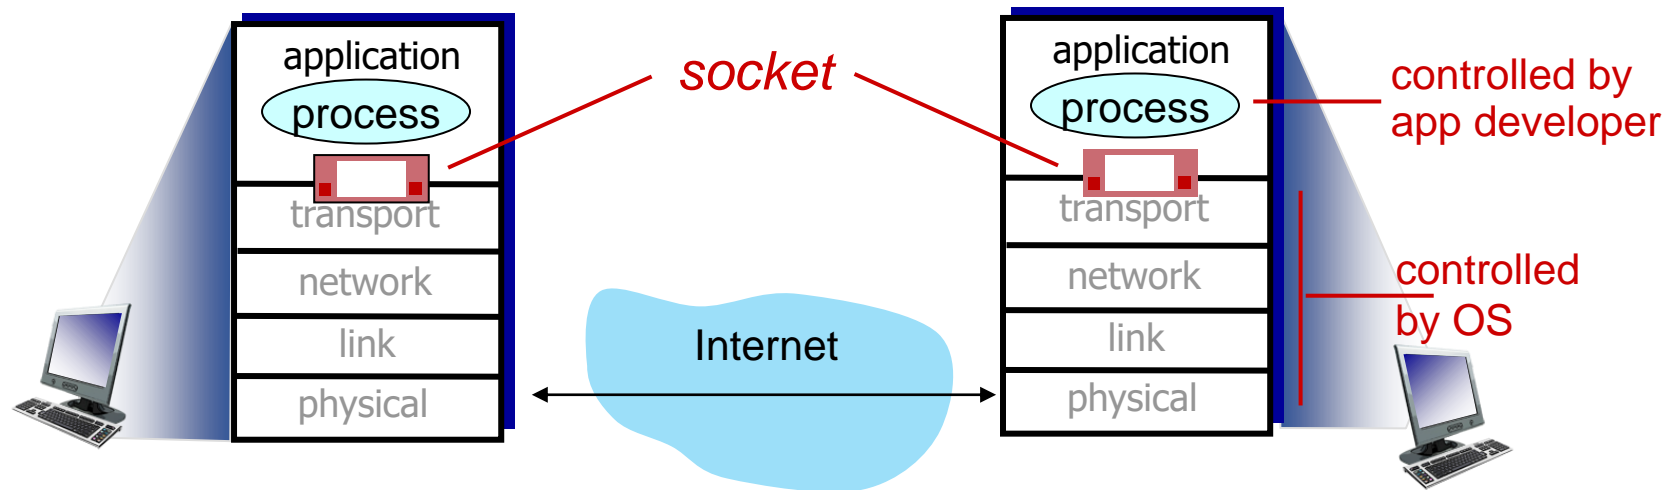 application
process
transport
network
link
physical
socket
Internet
application
process
transport
network
link
physical
controlled by
app developer
controlled
by OS